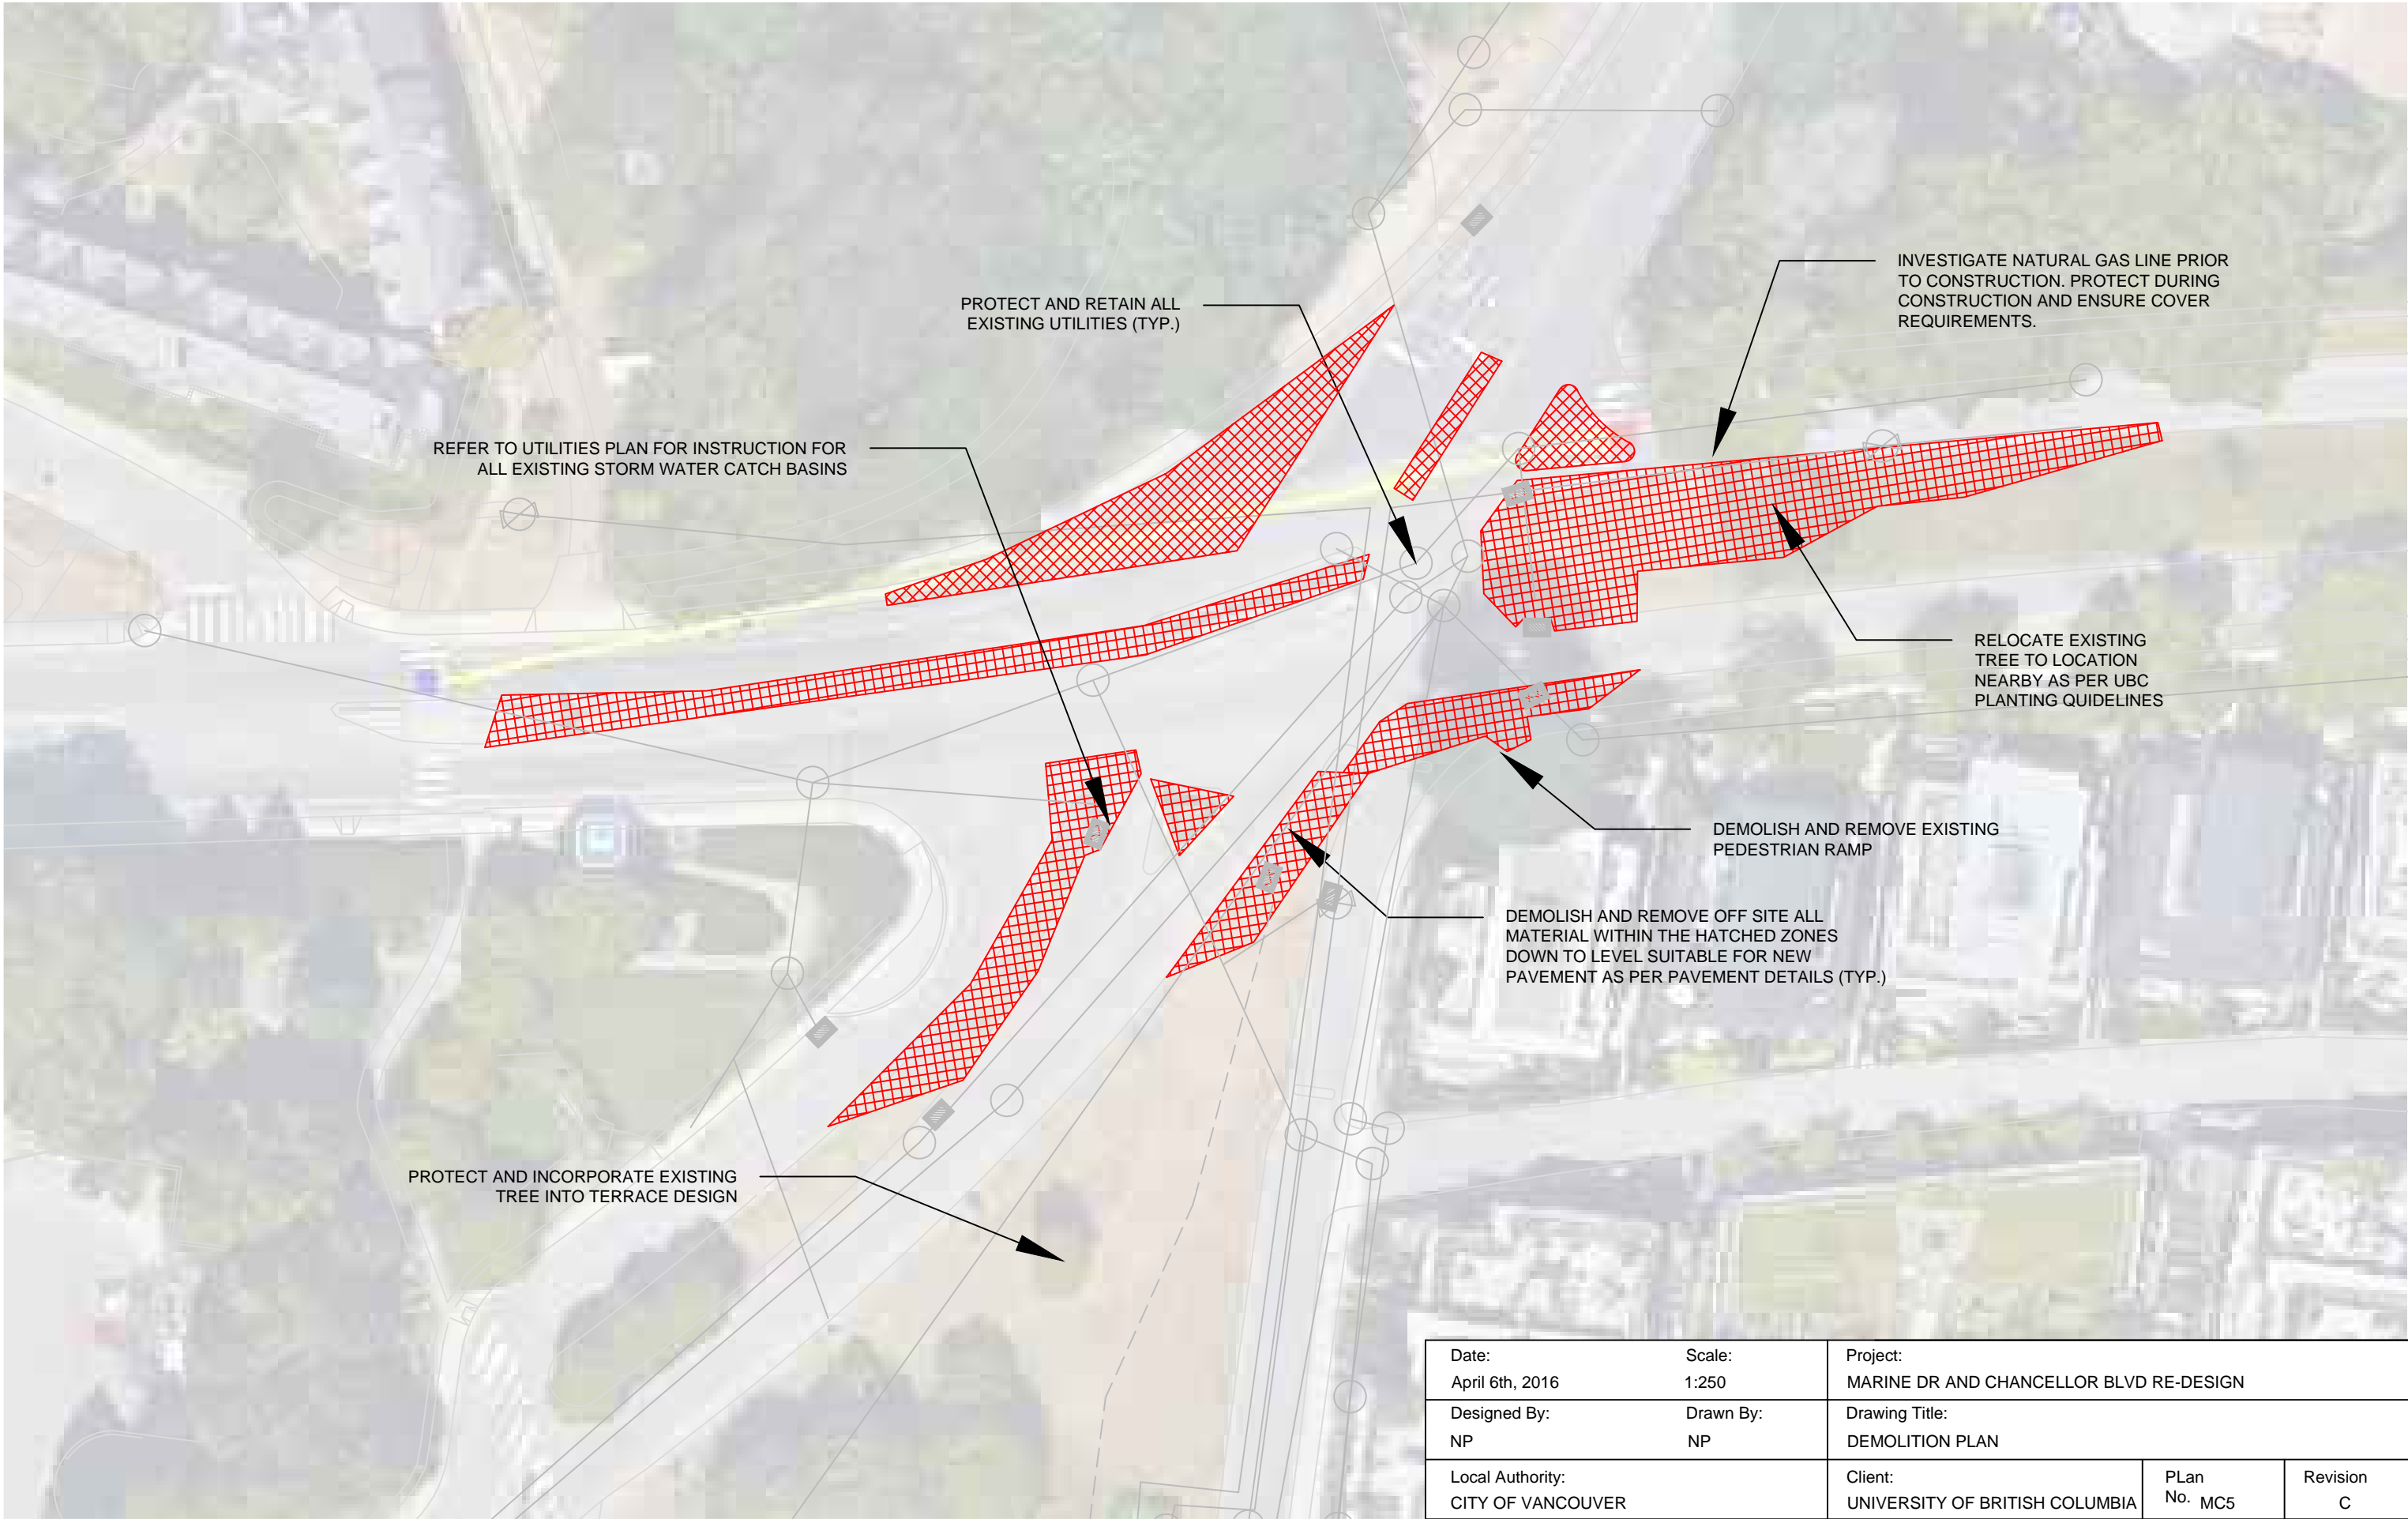 INVESTIGATE NATURAL GAS LINE PRIOR
TO CONSTRUCTION. PROTECT DURING
CONSTRUCTION AND ENSURE COVER
REQUIREMENTS.
PROTECT AND RETAIN ALL
EXISTING UTILITIES (TYP.)
REFER TO UTILITIES PLAN FOR INSTRUCTION FOR
ALL EXISTING STORM WATER CATCH BASINS
RELOCATE EXISTING
TREE TO LOCATION
NEARBY AS PER UBC
PLANTING QUIDELINES
DEMOLISH AND REMOVE EXISTING
PEDESTRIAN RAMP
DEMOLISH AND REMOVE OFF SITE ALL
MATERIAL WITHIN THE HATCHED ZONES
DOWN TO LEVEL SUITABLE FOR NEW
PAVEMENT AS PER PAVEMENT DETAILS (TYP.)
PROTECT AND INCORPORATE EXISTING
TREE INTO TERRACE DESIGN
Date: Scale: Project:
April 6th, 2016 1:250 MARINE DR AND CHANCELLOR BLVD RE-DESIGN
Designed By: Drawn By: Drawing Title:
NP NP DEMOLITION PLAN
Local Authority: Client: PLan Revision
CITY OF VANCOUVER UNIVERSITY OF BRITISH COLUMBIA No. MC5 C